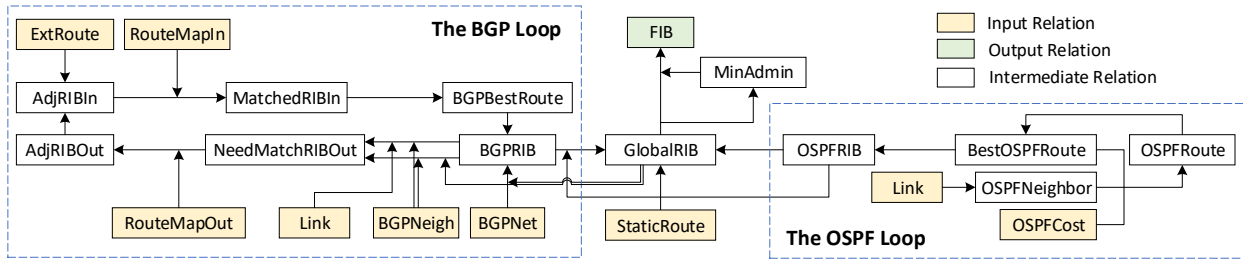 The BGP Loop
ExtRoute
RouteMapIn
FIB
Input Relation
Output Relation
Intermediate Relation
MinAdmin
AdjRIBIn
MatchedRIBIn
BGPBestRoute
AdjRIBOut
NeedMatchRIBOut
BGPRIB
GlobalRIB
OSPFRIB
BestOSPFRoute
OSPFRoute
Link
OSPFNeighbor
RouteMapOut
Link
BGPNeigh
BGPNet
StaticRoute
OSPFCost
The OSPF Loop